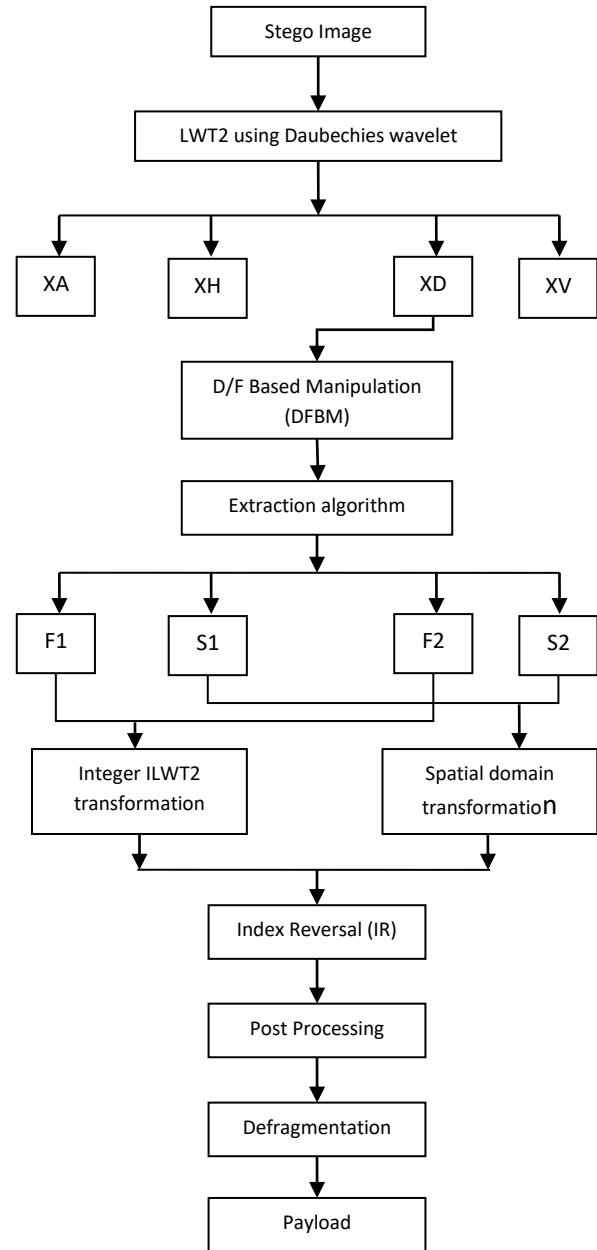 Stego Image
LWT2 using Daubechies wavelet
XA
XH
XD
XV
D/F Based Manipulation
(DFBM)
Extraction algorithm
F1
S1
F2
S2
Integer ILWT2
transformation
Spatial domain
transformation
Index Reversal (IR)
Post Processing
Defragmentation
Payload